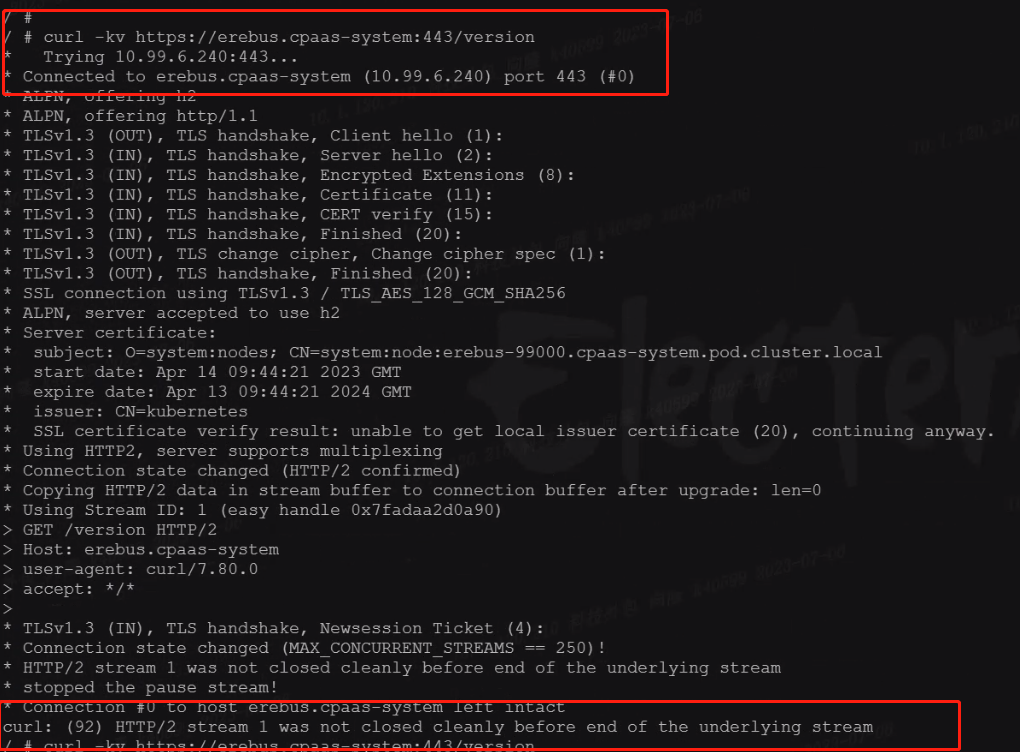 / #
/ # curl -kv https://erebus.cpaas-system:443/version
*   Trying 10.99.6.240:443...
* Connected to erebus.cpaas-system (10.99.6.240) port 443 (#0)
* ALPN, offering h2
* ALPN, offering http/1.1
* TLSv1.3 (OUT), TLS handshake, Client hello (1):
* TLSv1.3 (IN), TLS handshake, Server hello (2):
* TLSv1.3 (IN), TLS handshake, Encrypted Extensions (8):
* TLSv1.3 (IN), TLS handshake, Certificate (11):
* TLSv1.3 (IN), TLS handshake, CERT verify (15):
* TLSv1.3 (IN), TLS handshake, Finished (20):
* TLSv1.3 (OUT), TLS change cipher, Change cipher spec (1):
* TLSv1.3 (OUT), TLS handshake, Finished (20):
* SSL connection using TLSv1.3 / TLS_AES_128_GCM_SHA256
* ALPN, server accepted to use h2
* Server certificate:
*  subject: O=system:nodes; CN=system:node:erebus-99000.cpaas-system.pod.cluster.local
*  start date: Apr 14 09:44:21 2023 GMT
*  expire date: Apr 13 09:44:21 2024 GMT
*  issuer: CN=kubernetes
*  SSL certificate verify result: unable to get local issuer certificate (20), continuing anyway.
* Using HTTP2, server supports multiplexing
* Connection state changed (HTTP/2 confirmed)
* Copying HTTP/2 data in stream buffer to connection buffer after upgrade: len=0
* Using Stream ID: 1 (easy handle 0x7fadaa2d0a90)
> GET /version HTTP/2
> Host: erebus.cpaas-system
> user-agent: curl/7.80.0
> accept: */*
>
* TLSv1.3 (IN), TLS handshake, Newsession Ticket (4):
* Connection state changed (MAX_CONCURRENT_STREAMS == 250)!
* HTTP/2 stream 1 was not closed cleanly before end of the underlying stream
* stopped the pause stream!
* Connection #0 to host erebus.cpaas-system left intact
curl: (92) HTTP/2 stream 1 was not closed cleanly before end of the underlying stream
/ # curl -kv https://erebus.cpaas-system:443/version